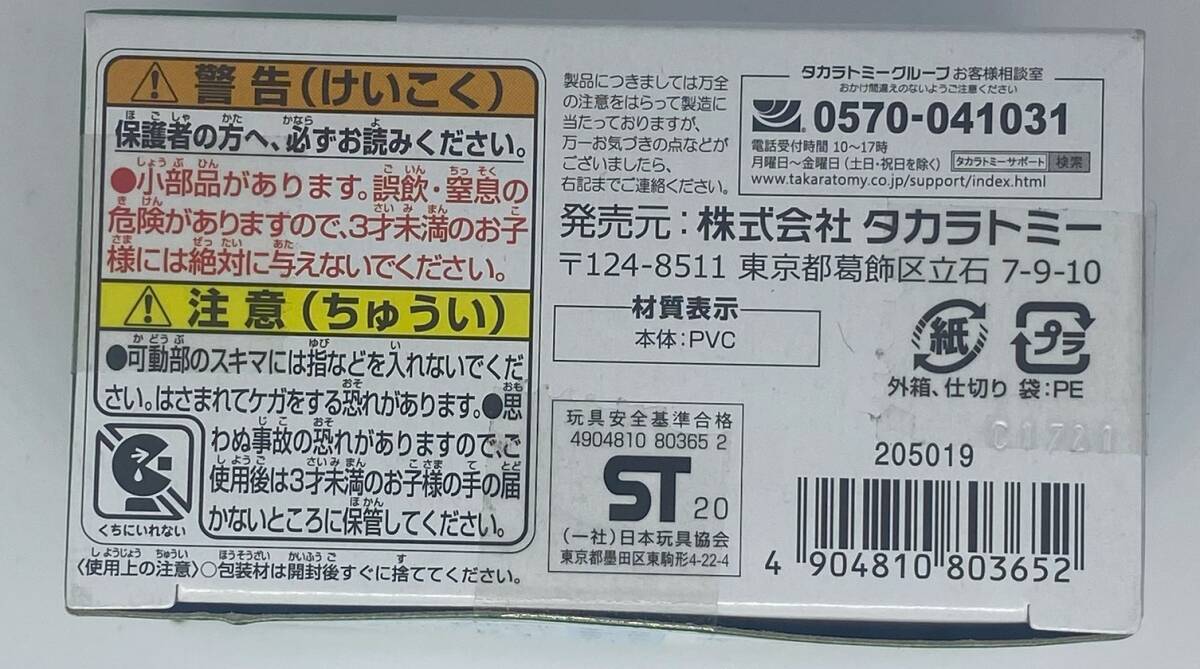 警告(けいこく)
保護者の方へ、必ずお読みください。
●小部品があります。誤飲・窒息の
危険がありますので、3才未満のお子
様には絶対に与えないでください。
注意(ちゅうい)
●可動部のスキマには指などを入れないでくだ
さい。はさまれてケガをする恐れがあります。●思
わぬ事故の恐れがありますので、ご
使用後は3才未満のお子様の手の届
かないところに保管してください。
くちにいれない
〈使用上の注意〉○包装材は開封後すぐに捨ててください。
製品につきましては万全
の注意をはらって製造に
当たっておりますが、
万一お気づきの点などが
ございましたら、
右記までご連絡ください。
タカラトミーグループ お客様相談室
おかけ間違えのないようご注意ください
0570-041031
電話受付時間 10〜17時
月曜日〜金曜日(土日・祝日を除く) タカラトミーサポート 検索
www.takaratomy.co.jp/support/index.html
発売元:株式会社 タカラトミー
〒124-8511 東京都葛飾区立石 7-9-10
材質表示
本体:PVC
紙
プラ
外箱、仕切り 袋:PE
玩具安全基準合格
4904810 80365 2
ST 20
(一社)日本玩具協会
東京都墨田区東駒形4-22-4
C1721
205019
4 904810 803652